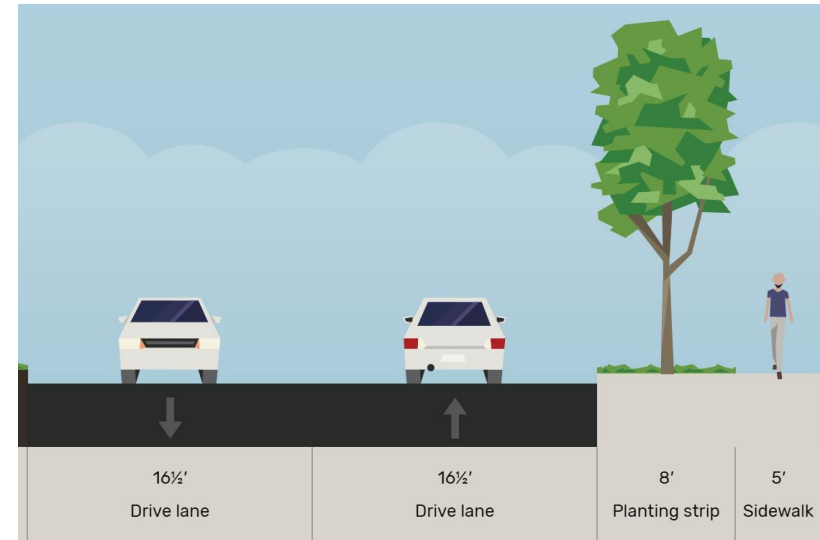 16½′
Drive lane
16½′
Drive lane
8′
Planting strip
5′
Sidewalk